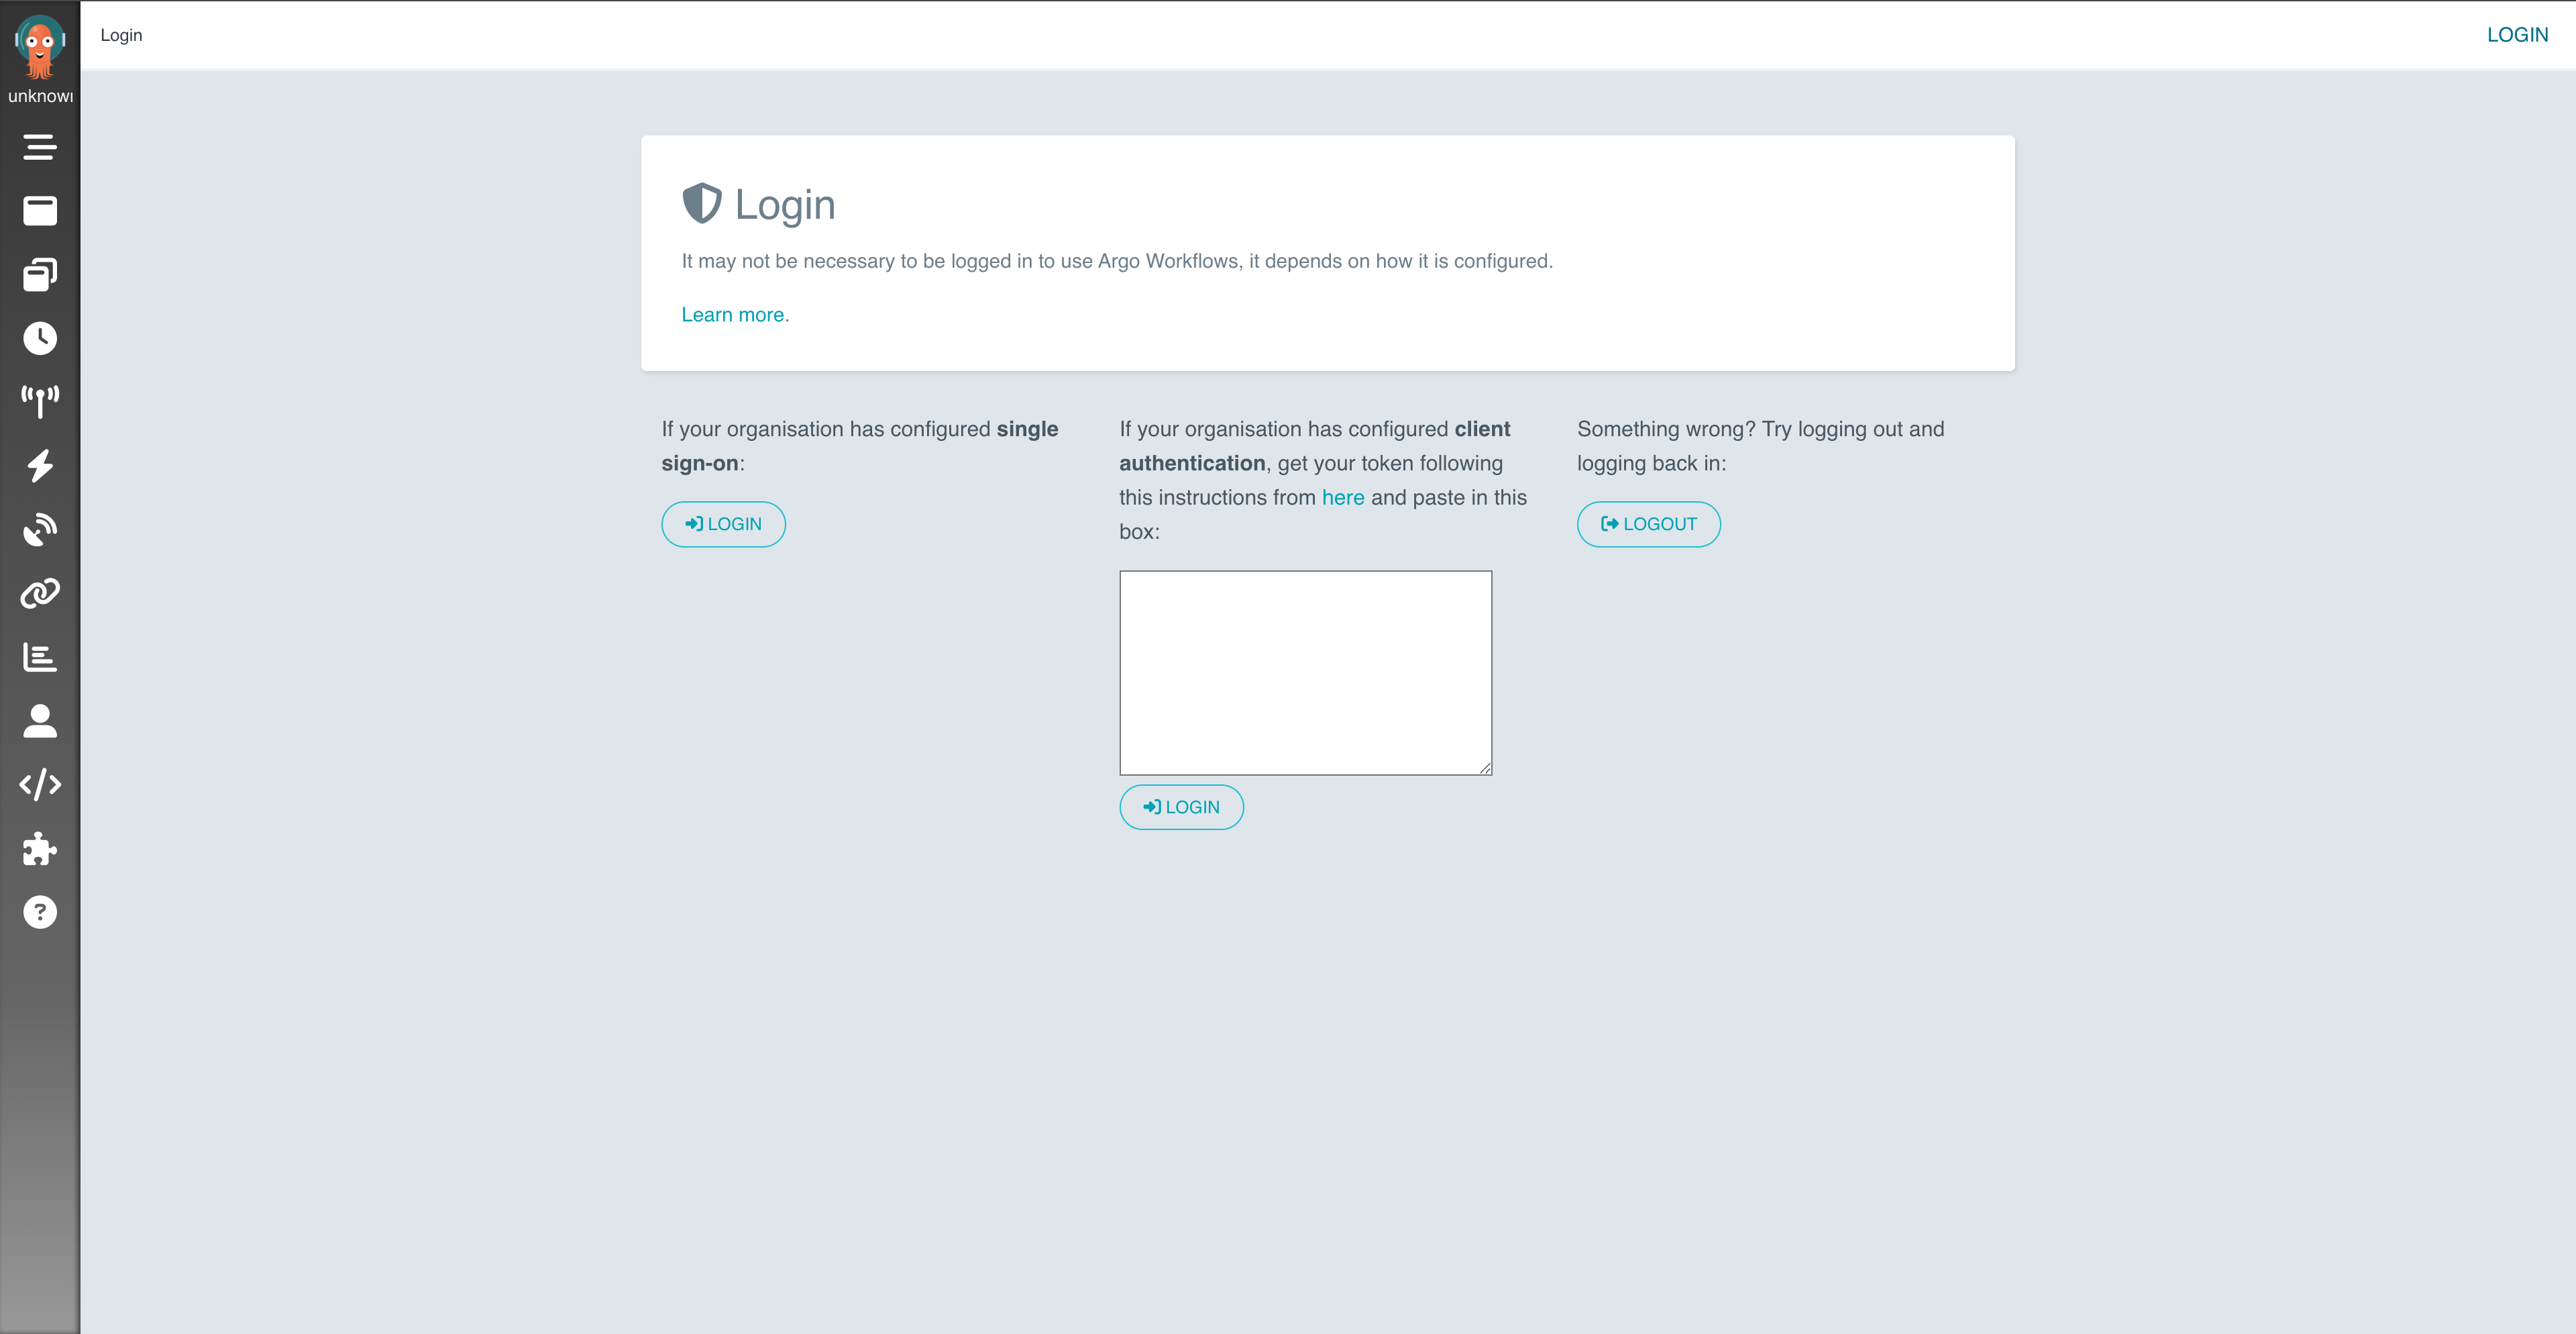 Login
LOGIN
unknow
Login
It may not be necessary to be logged in to use Argo Workflows, it depends on how it is configured.
Learn more.
If your organisation has configured single
sign-on:
LOGIN
If your organisation has configured client
authentication, get your token following
this instructions from here and paste in this
box:
LOGIN
Something wrong? Try logging out and
logging back in:
LOGOUT